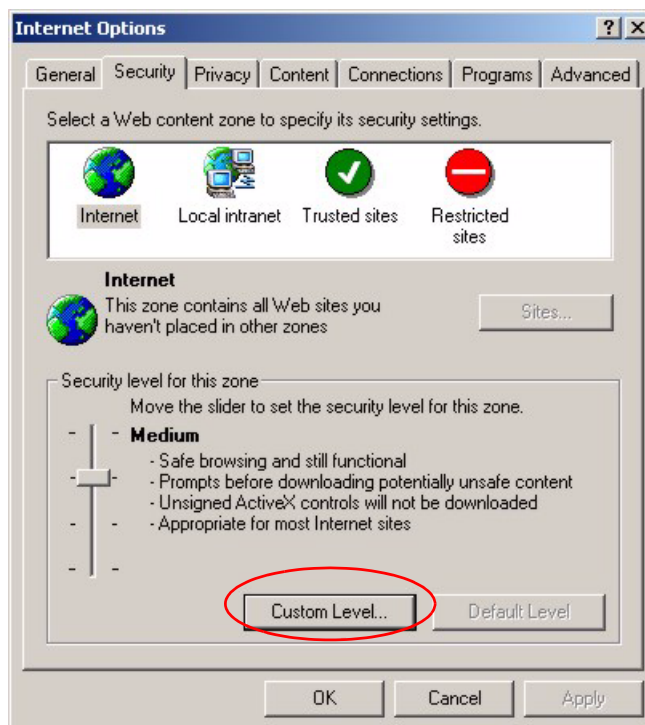 Internet Options
General Security Privacy Content Connections Programs Advanced
Select a Web content zone to specify its security settings.
Internet Local intranet Trusted sites Restricted
sites
Internet
This zone contains all Web sites you
haven't placed in other zones
Sites...
Security level for this zone
Move the slider to set the security level for this zone.
Medium
- Safe browsing and still functional
- Prompts before downloading potentially unsafe content
- Unsigned ActiveX controls will not be downloaded
- Appropriate for most Internet sites
Custom Level... Default Level
OK Cancel Apply